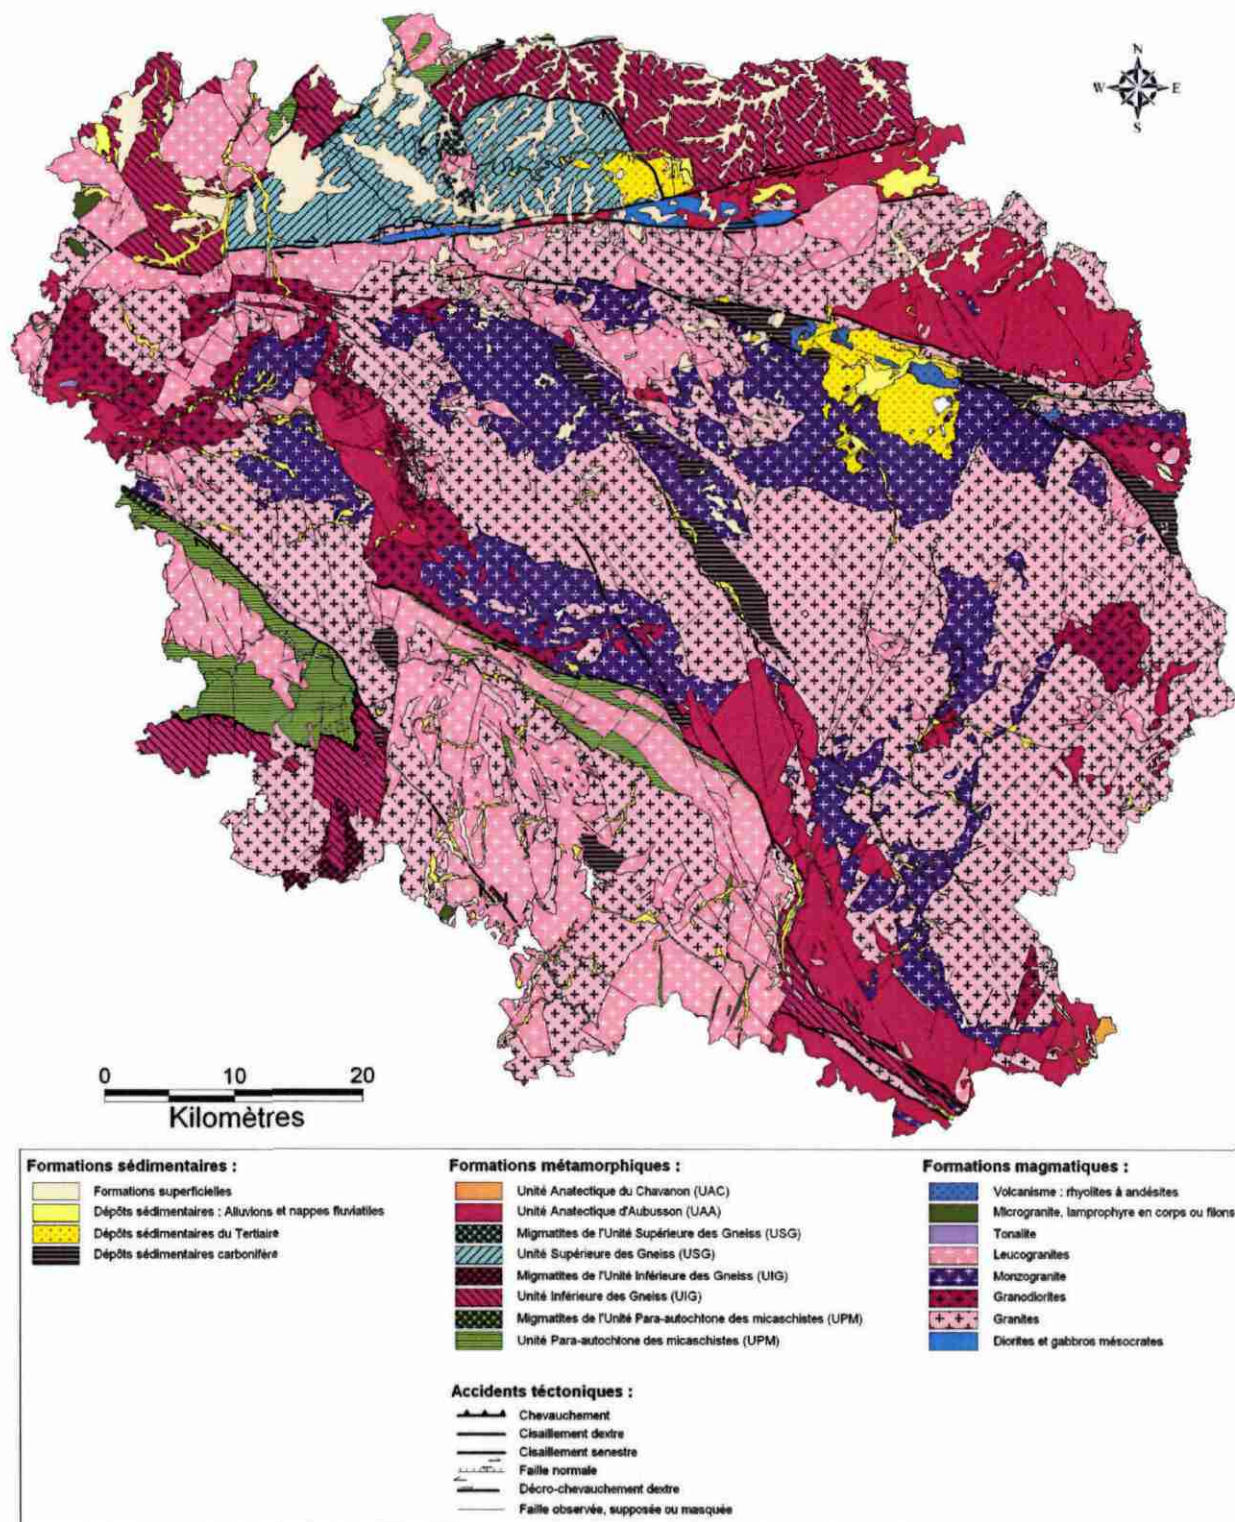 N
W E
S
0 10 20
Kilomètres
Formations sédimentaires :
Formations superficielles
Dépôts sédimentaires : Alluvions et nappes fluviatiles
Dépôts sédimentaires du Tertiaire
Dépôts sédimentaires carbonifère
Formations métamorphiques :
Unité Anatectique du Chavanon (UAC)
Unité Anatectique d'Aubusson (UAA)
Migmatites de l'Unité Supérieure des Gneiss (USG)
Unité Supérieure des Gneiss (USG)
Migmatites de l'Unité Inférieure des Gneiss (UIG)
Unité Inférieure des Gneiss (UIG)
Migmatites de l'Unité Para-autochtone des micaschistes (UPM)
Unité Para-autochtone des micaschistes (UPM)
Accidents téctoniques :
Chevauchement
Cisaillement dextre
Cisaillement senestre
Faille normale
Décro-chevauchement dextre
Faille observée, supposée ou masquée
Formations magmatiques :
Volcanisme : rhyolites à andésites
Microgranite, lamprophyre en corps ou filons
Tonalite
Leucogranites
Monzogranite
Granodiorites
Granites
Diorites et gabbros mésocrates